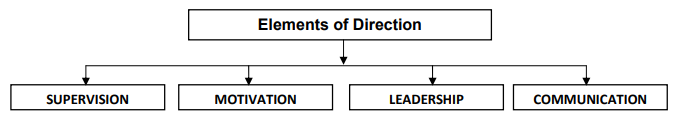 Elements of Direction
SUPERVISION
MOTIVATION
LEADERSHIP
COMMUNICATION